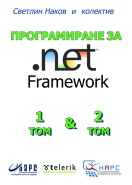 Светлин Наков и колектив
ПРОГРАМИРАНЕ ЗА
.net
Framework
1 & 2
ТОМ ТОМ
telerik